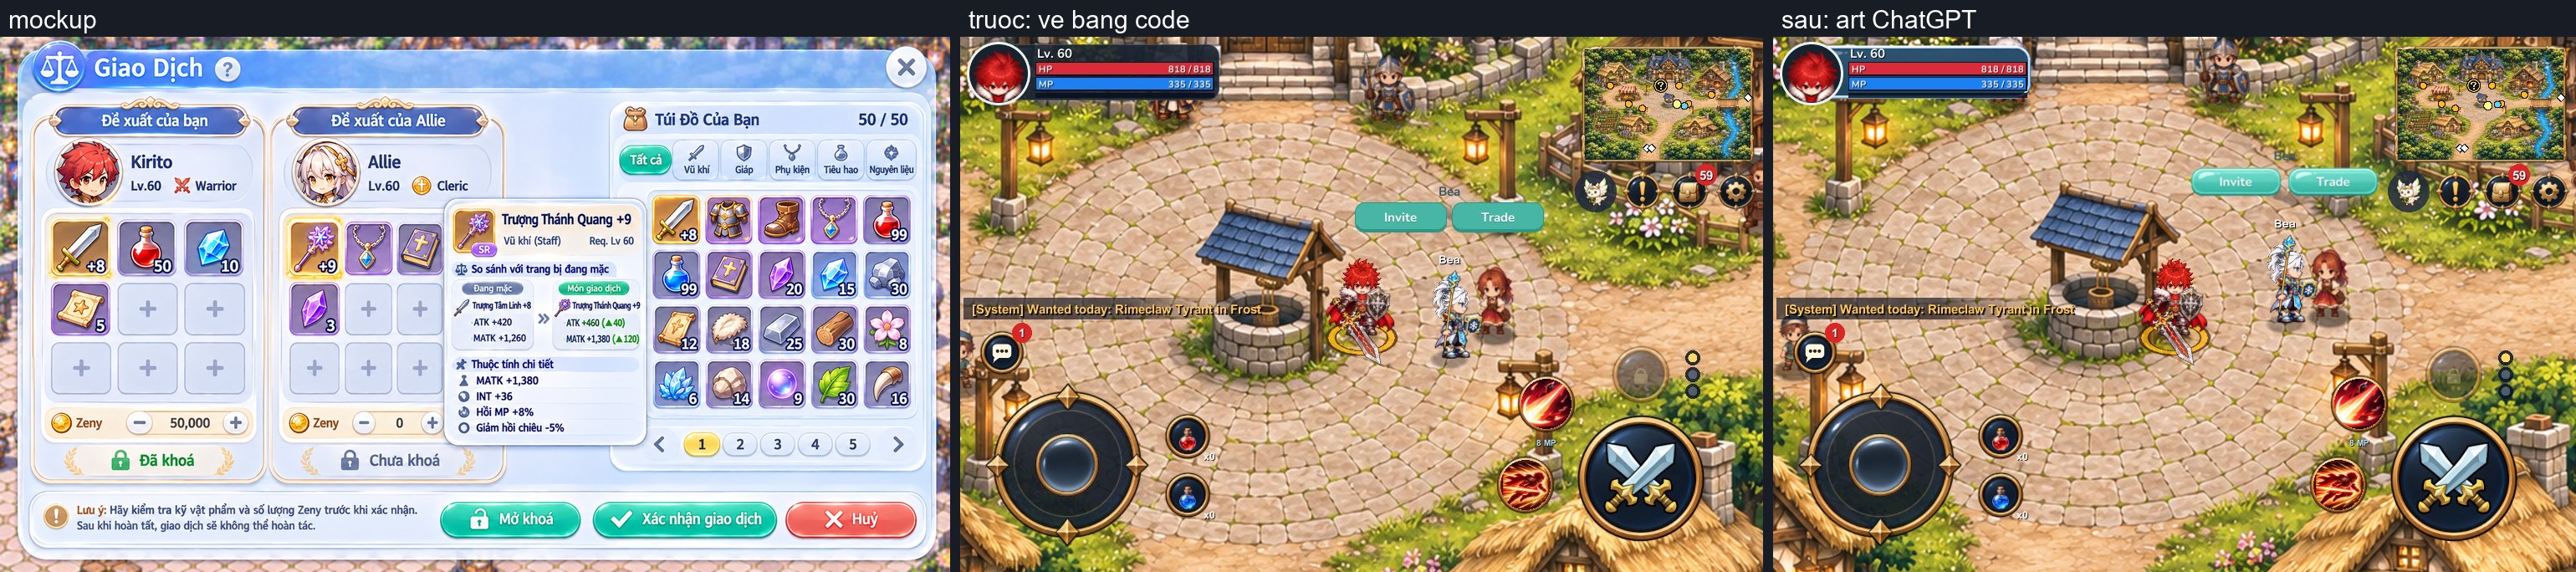 mockup
Giao Dịch ?
Đề xuất của bạn
Kirito
Lv.60 Warrior
+8
50
10
5
Zeny
50,000
Đã khoá
Đề xuất của Allie
Allie
Lv.60 Cleric
+9
3
Zeny
0
Chưa khoá
Trượng Thánh Quang +9
Vũ khí (Staff) Req. Lv 60
SR
So sánh với trang bị đang mặc
Đang mặc
Món giao dịch
Trượng Tâm Linh +8
Trượng Thánh Quang +9
ATK +420
ATK +460 (▲40)
MATK +1,260
MATK +1,380 (▲120)
Thuộc tính chi tiết
MATK +1,380
INT +36
Hồi MP +8%
Giảm hồi chiêu -5%
Túi Đồ Của Bạn 50 / 50
Tất cả
Vũ khí
Giáp
Phụ kiện
Tiêu hao
Nguyên liệu
+8
99
99
20
15
30
12
18
25
30
8
6
14
9
30
16
1 2 3 4 5
Lưu ý: Hãy kiểm tra kỹ vật phẩm và số lượng Zeny trước khi xác nhận.
Sau khi hoàn tất, giao dịch sẽ không thể hoàn tác.
Mở khoá
Xác nhận giao dịch
Huỷ
truoc: ve bang code
Lv. 60
HP 818 / 818
MP 335 / 335
59
Bea
Invite
Trade
Bea
[System] Wanted today: Rimeclaw Tyrant in Frost
1
x0
x0
8 MP
sau: art ChatGPT
Lv. 60
HP 818 / 818
MP 335 / 335
59
Bea
Invite
Trade
Bea
[System] Wanted today: Rimeclaw Tyrant in Frost
1
x0
x0
8 MP